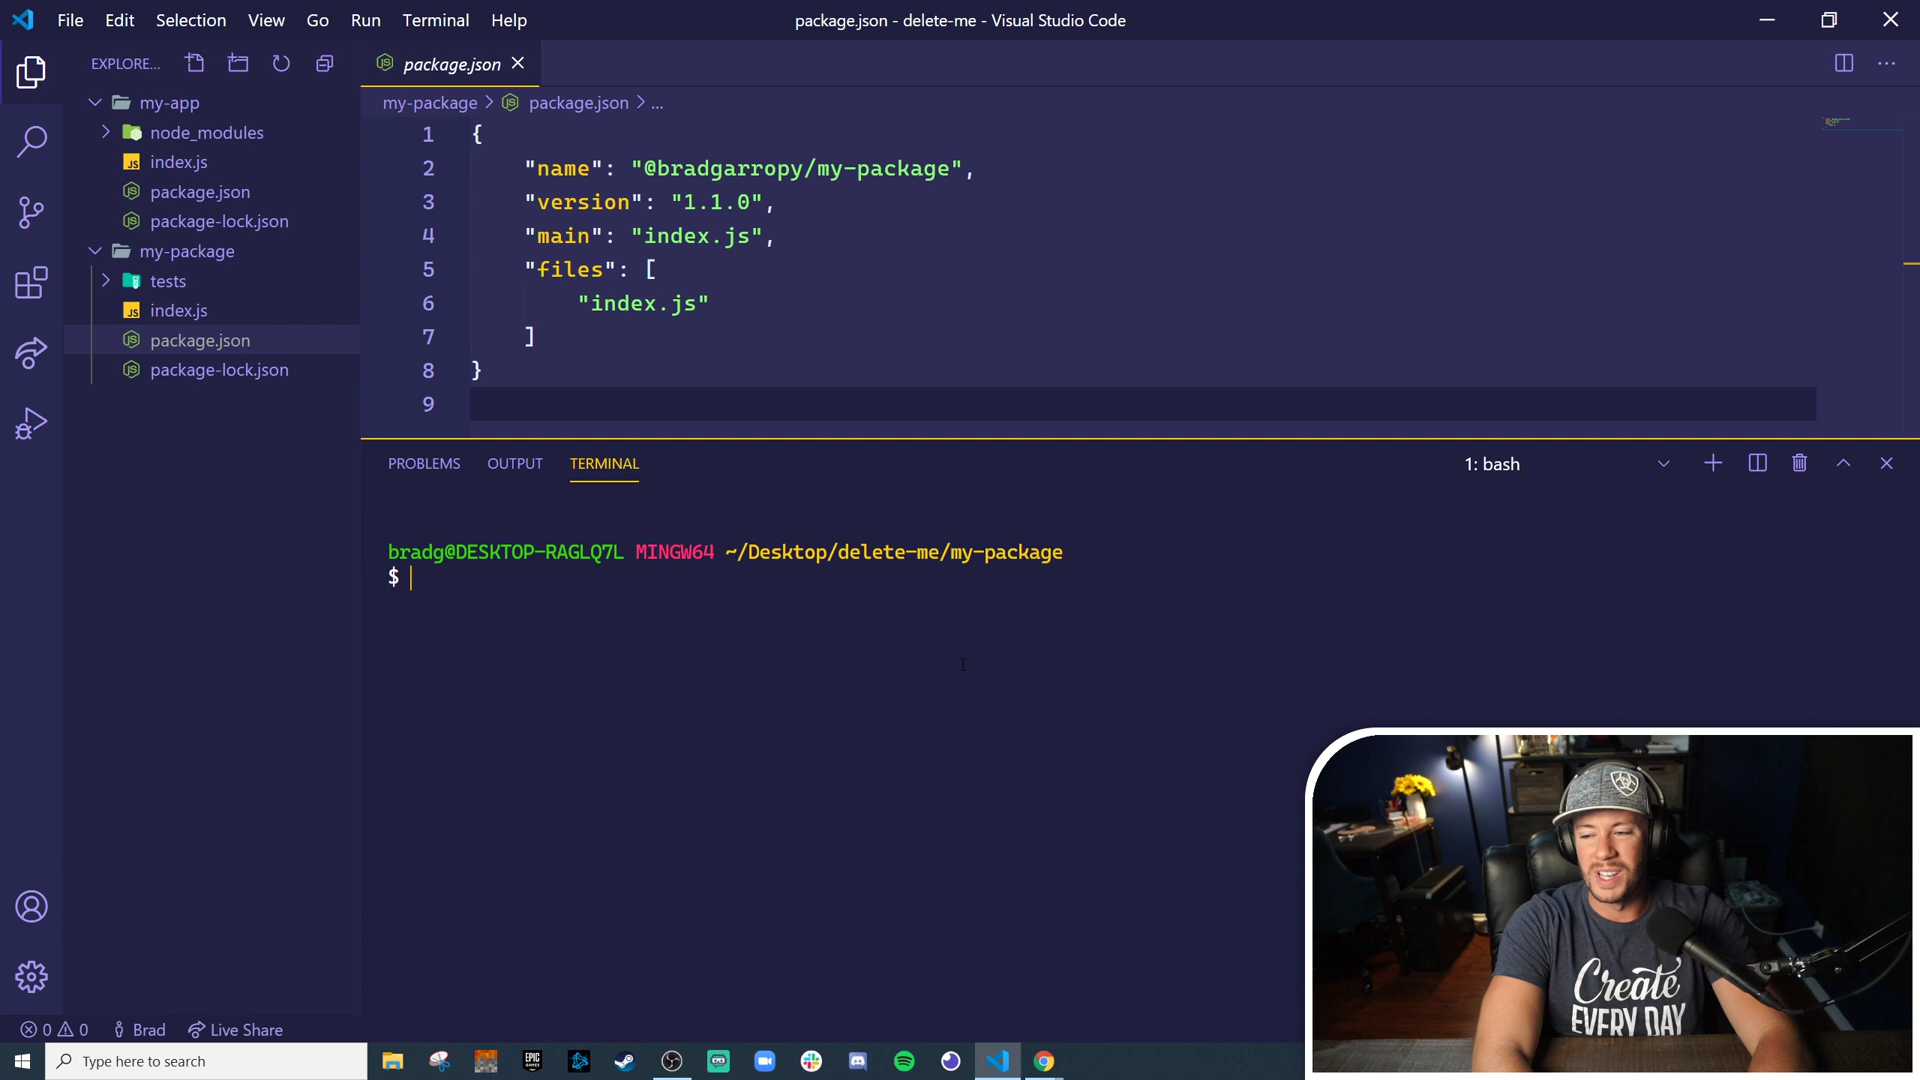 File Edit Selection View Go Run Terminal Help
package.json - delete-me - Visual Studio Code
EXPLORE...
my-app
node_modules
index.js
package.json
package-lock.json
my-package
tests
index.js
package.json
package-lock.json
package.json
my-package > package.json > ...
1 {
2 "name": "@bradgarropy/my-package",
3 "version": "1.1.0",
4 "main": "index.js",
5 "files": [
6 "index.js"
7 ]
8 }
9
PROBLEMS OUTPUT TERMINAL
1: bash
bradg@DESKTOP-RAGLQ7L MINGW64 ~/Desktop/delete-me/my-package
$
Create
EVERY DAY
0 0 Brad Live Share
Type here to search
EPIC
GAMES